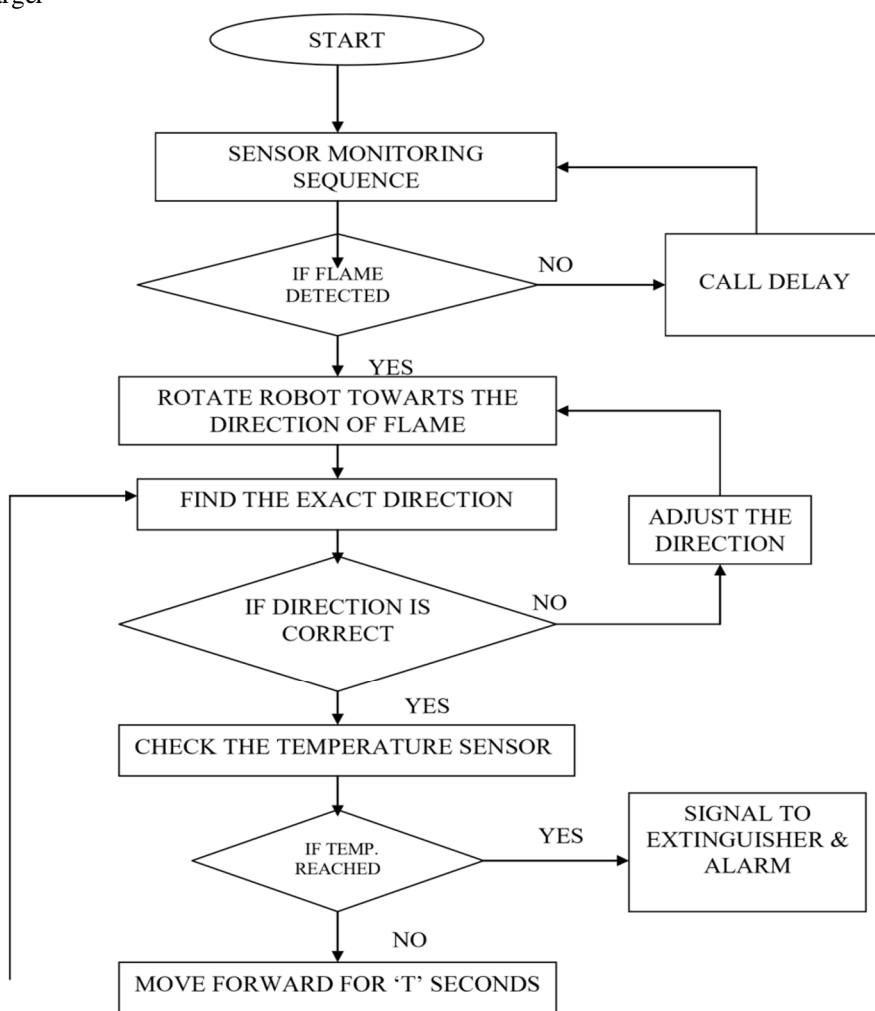 START
SENSOR MONITORING
SEQUENCE
IF FLAME
DETECTED
NO
CALL DELAY
YES
ROTATE ROBOT TOWARTS THE
DIRECTION OF FLAME
FIND THE EXACT DIRECTION
ADJUST THE
DIRECTION
IF DIRECTION IS
CORRECT
NO
YES
CHECK THE TEMPERATURE SENSOR
IF TEMP.
REACHED
YES
SIGNAL TO
EXTINGUISHER &
ALARM
NO
MOVE FORWARD FOR ‘T’ SECONDS